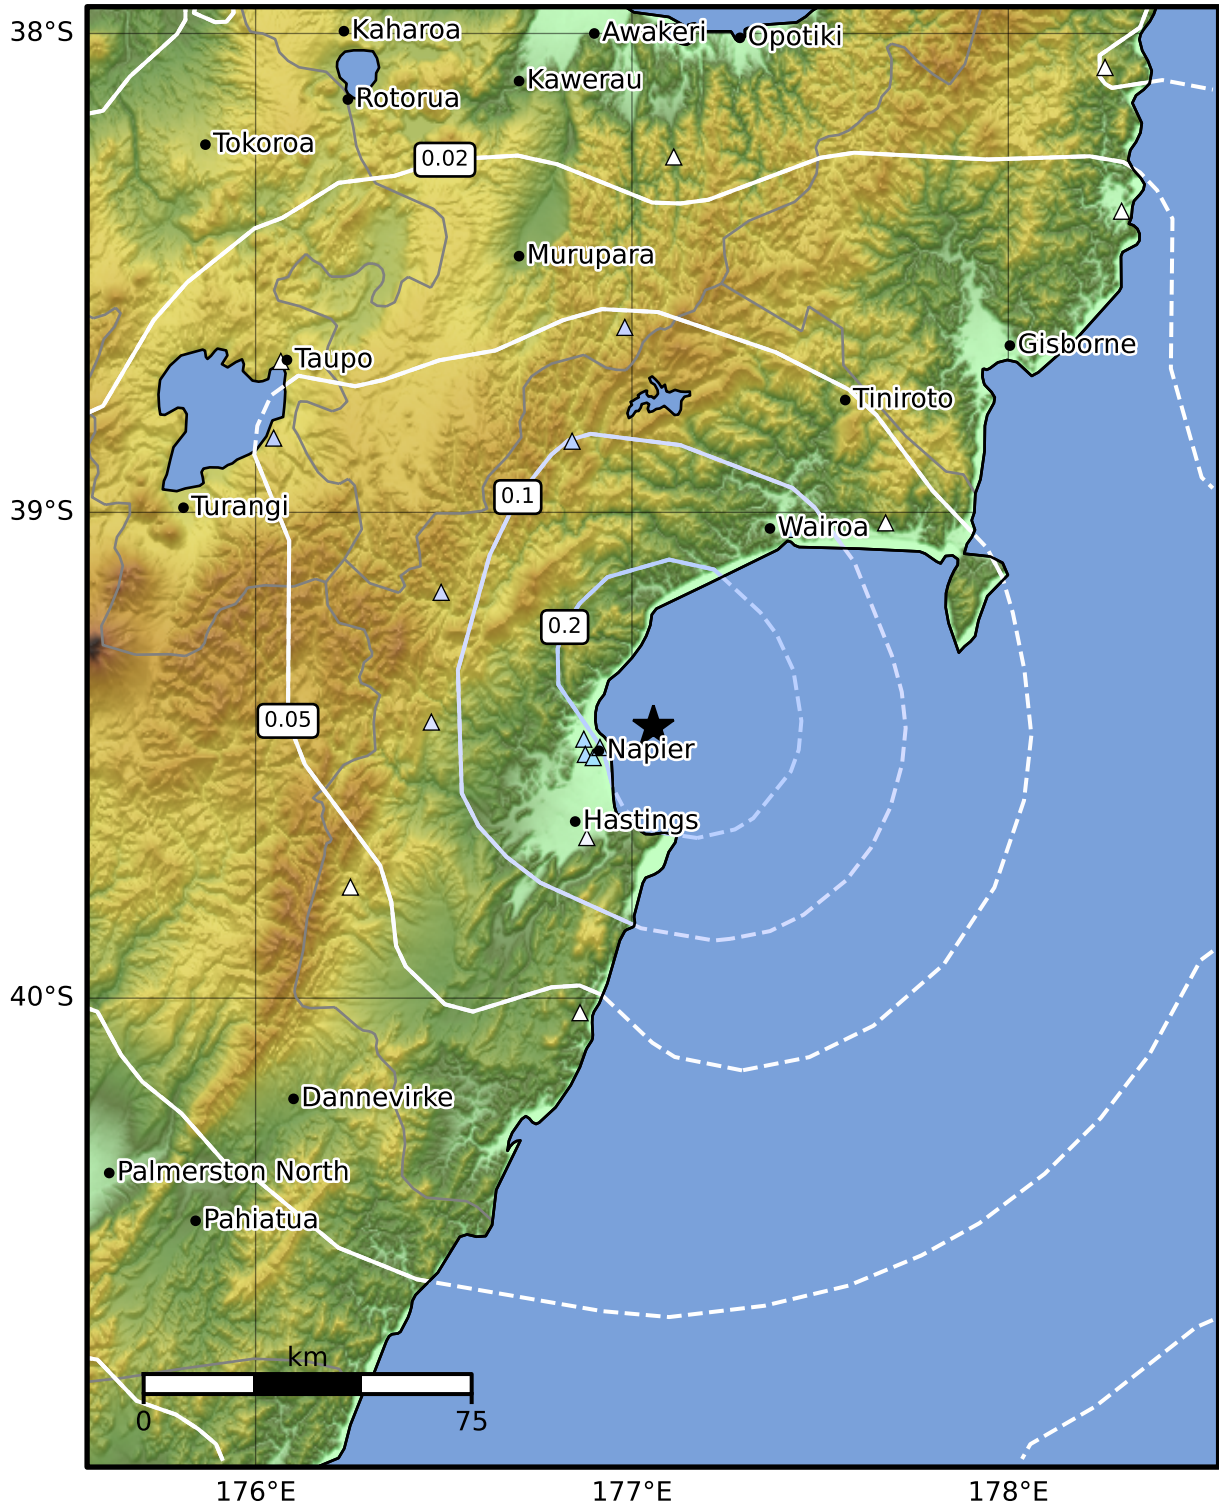 38°S
Kaharoa
Awakeri
Opotiki
Kawerau
Rotorua
Tokoroa
0.02
Murupara
Gisborne
Taupo
Tiniroto
0.1
39°S
Turangi
Wairoa
0.2
0.05
Napier
Hastings
40°S
Dannevirke
Palmerston North
Pahiatua
km
0
75
176°E
177°E
178°E